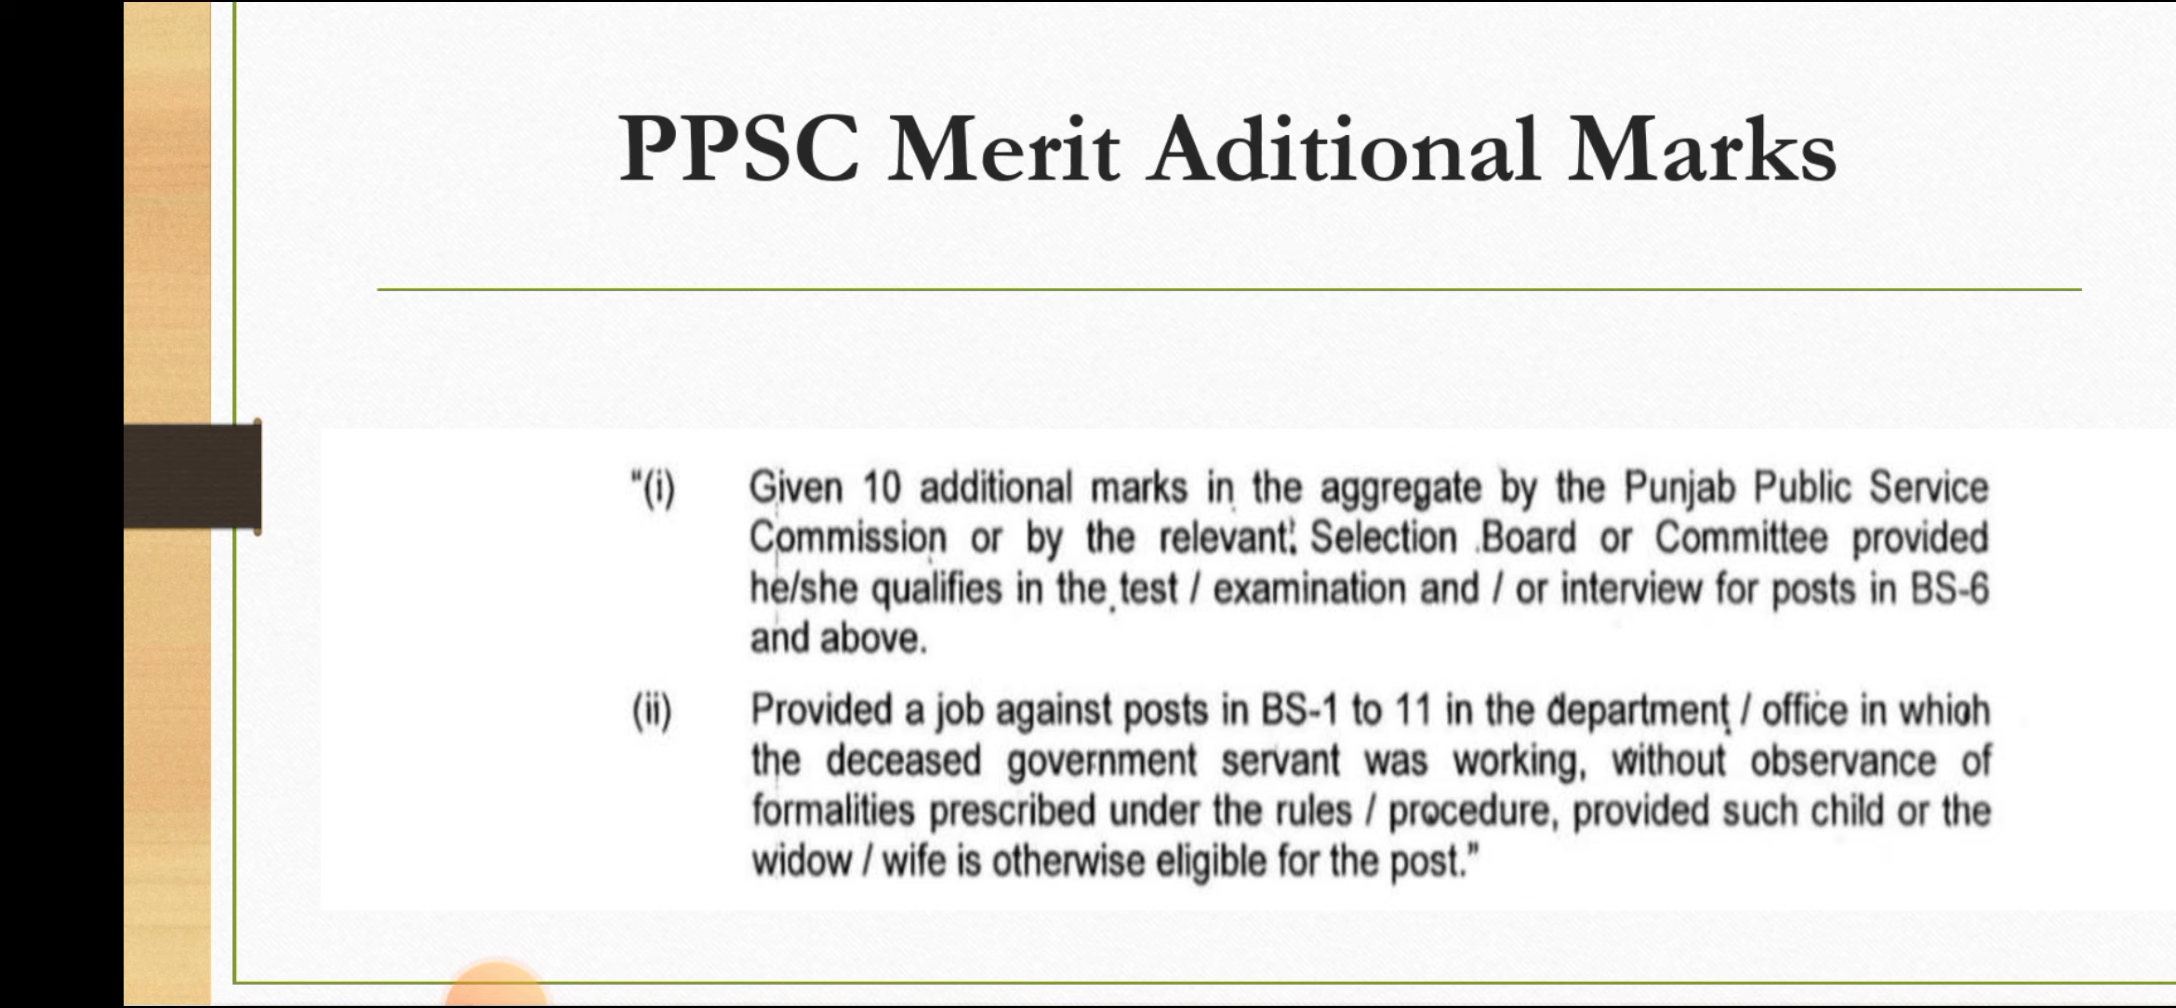 PPSC Merit Aditional Marks
“(i) Given 10 additional marks in the aggregate by the Punjab Public Service
Commission or by the relevant Selection Board or Committee provided
he/she qualifies in the test / examination and / or interview for posts in BS-6
and above.
(ii) Provided a job against posts in BS-1 to 11 in the department / office in which
the deceased government servant was working, without observance of
formalities prescribed under the rules / procedure, provided such child or the
widow / wife is otherwise eligible for the post.”